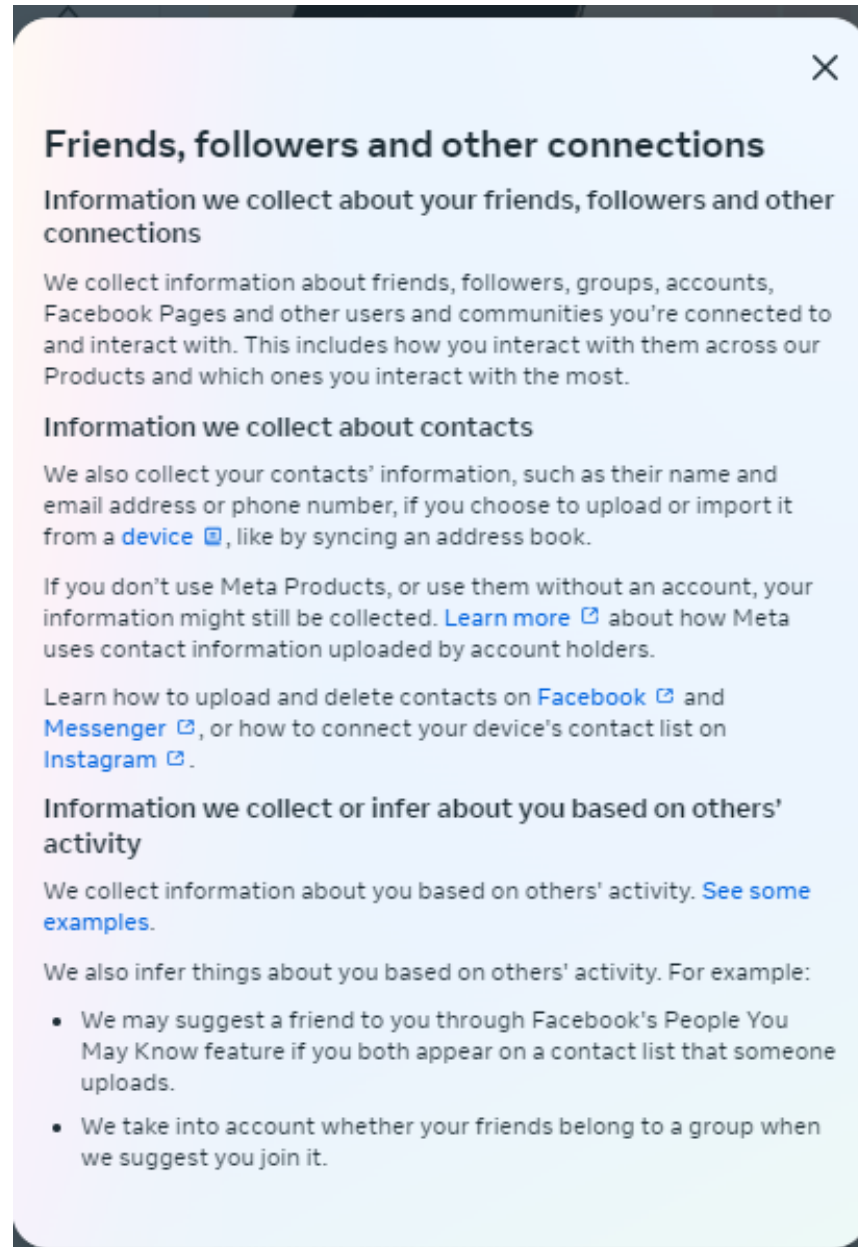 Friends, followers and other connections
Information we collect about your friends, followers and other
connections
We collect information about friends, followers, groups, accounts,
Facebook Pages and other users and communities you're connected to
and interact with. This includes how you interact with them across our
Products and which ones you interact with the most.
Information we collect about contacts
We also collect your contacts' information, such as their name and
email address or phone number, if you choose to upload or import it
from a device, like by syncing an address book.
If you don't use Meta Products, or use them without an account, your
information might still be collected. Learn more about how Meta
uses contact information uploaded by account holders.
Learn how to upload and delete contacts on Facebook and
Messenger, or how to connect your device's contact list on
Instagram.
Information we collect or infer about you based on others'
activity
We collect information about you based on others' activity. See some
examples.
We also infer things about you based on others' activity. For example:
• We may suggest a friend to you through Facebook's People You
May Know feature if you both appear on a contact list that someone
uploads.
• We take into account whether your friends belong to a group when
we suggest you join it.